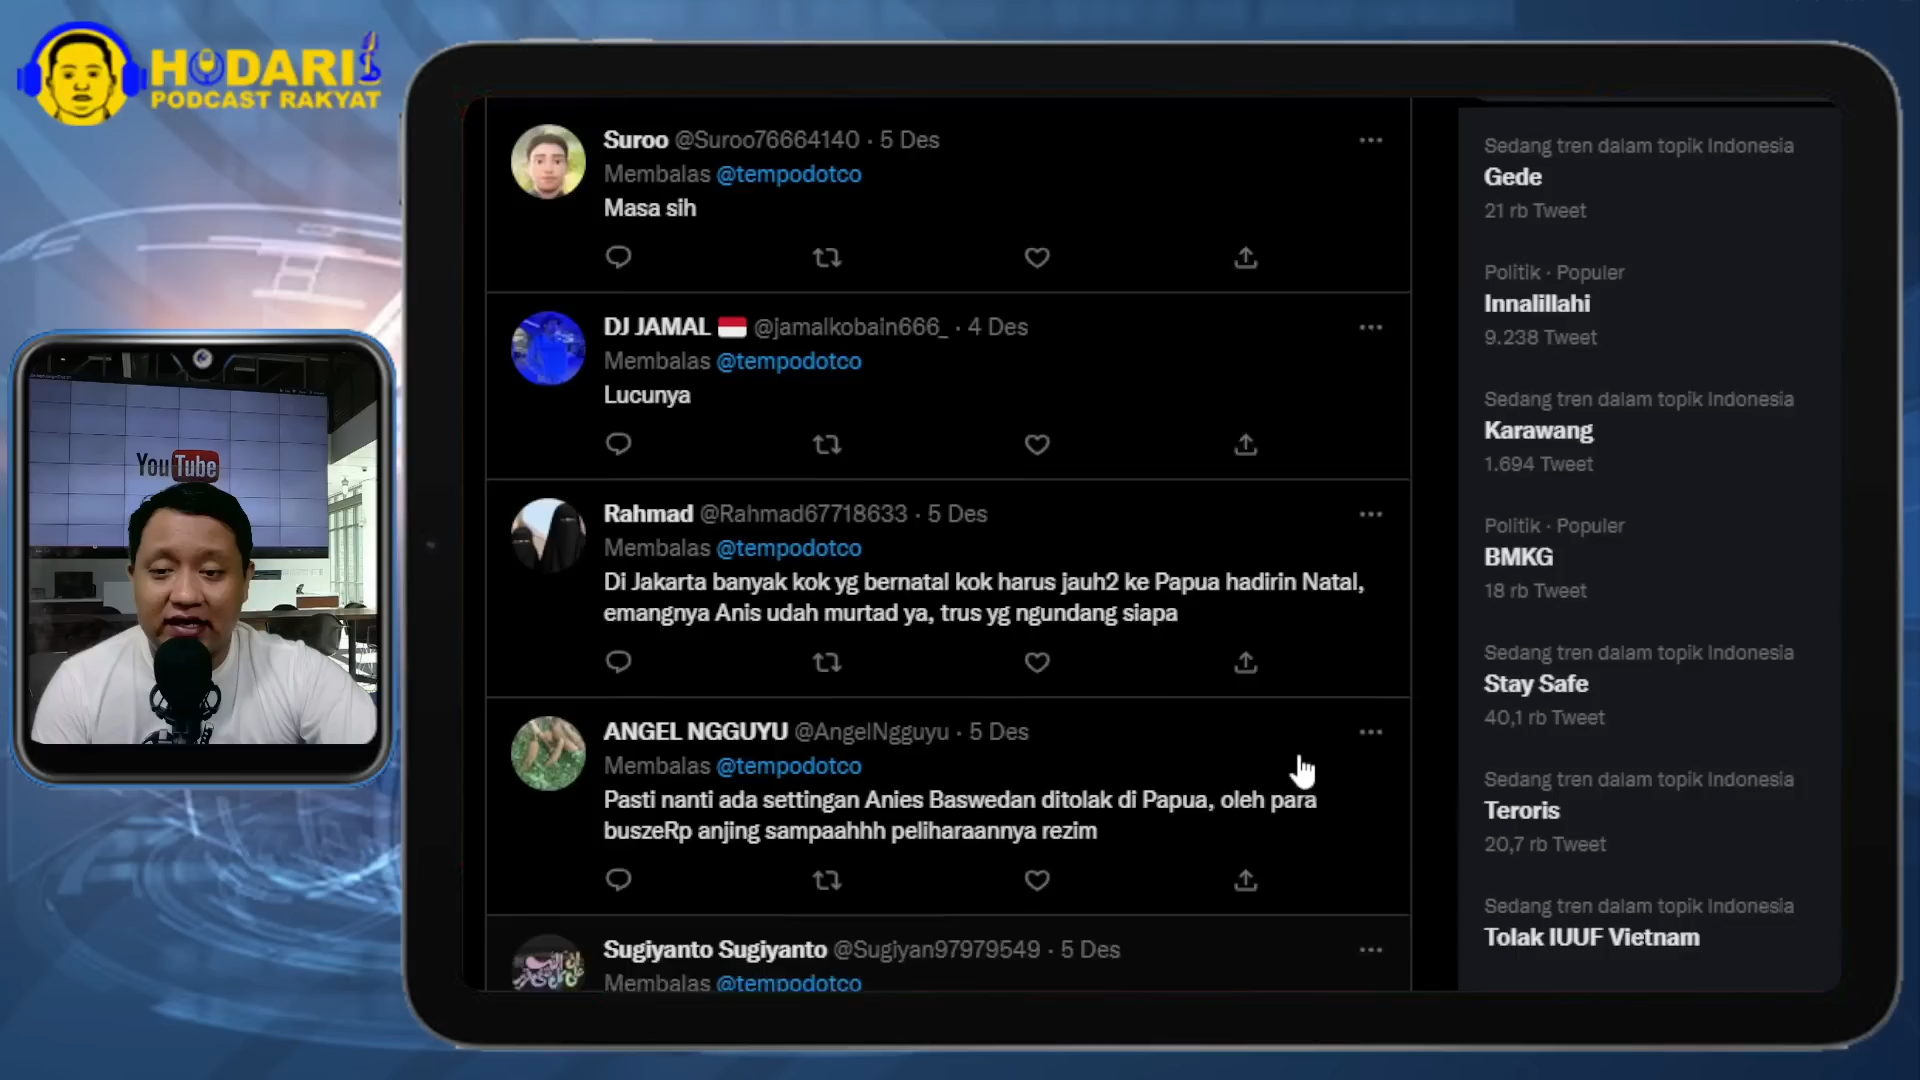 HODARI
PODCAST RAKYAT
YouTube
Suroo @Suroo76664140 · 5 Des
Membalas @tempodotco
Masa sih
DJ JAMAL @jamalkobain666_ · 4 Des
Membalas @tempodotco
Lucunya
Rahmad @Rahmad67718633 · 5 Des
Membalas @tempodotco
Di Jakarta banyak kok yg bernatal kok harus jauh2 ke Papua hadirin Natal,
emangnya Anis udah murtad ya, trus yg ngundang siapa
ANGEL NGGUYU @AngelNgguyu · 5 Des
Membalas @tempodotco
Pasti nanti ada settingan Anies Baswedan ditolak di Papua, oleh para
buszeRp anjing sampaahhh peliharaannya rezim
Sugiyanto Sugiyanto @Sugiyan97979549 · 5 Des
Membalas @tempodotco
Sedang tren dalam topik Indonesia
Gede
21 rb Tweet
Politik · Populer
Innalillahi
9.238 Tweet
Sedang tren dalam topik Indonesia
Karawang
1.694 Tweet
Politik · Populer
BMKG
18 rb Tweet
Sedang tren dalam topik Indonesia
Stay Safe
40,1 rb Tweet
Sedang tren dalam topik Indonesia
Teroris
20,7 rb Tweet
Sedang tren dalam topik Indonesia
Tolak IUUF Vietnam